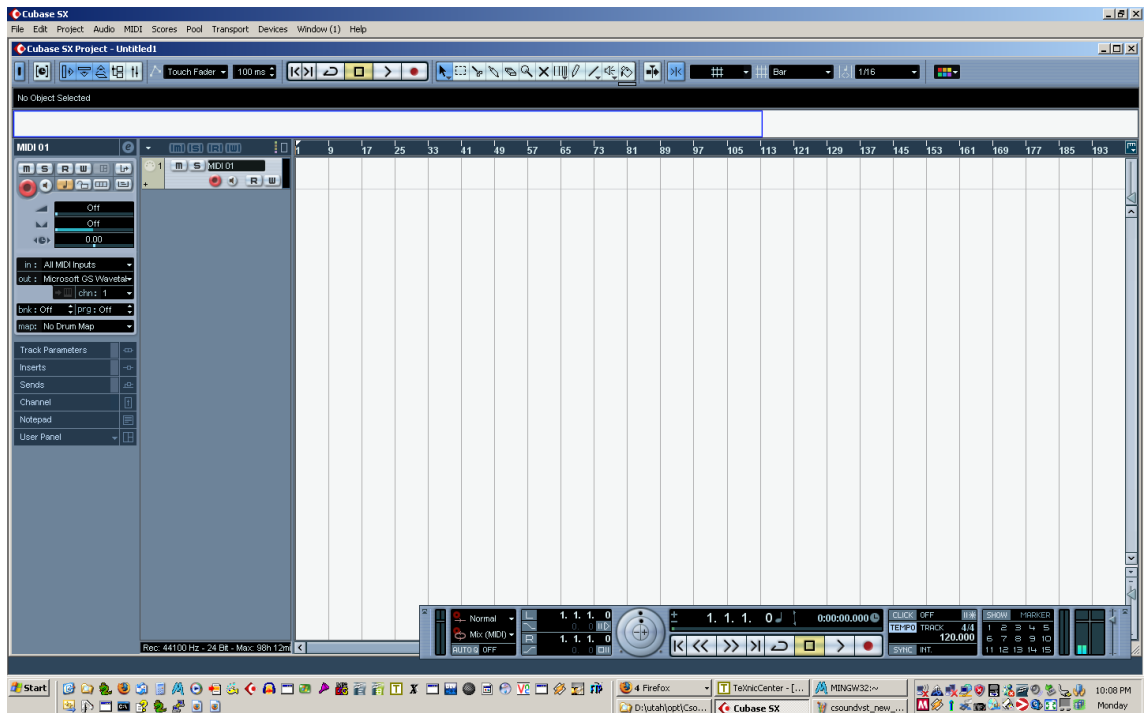 Cubase SX
File Edit Project Audio MIDI Scores Pool Transport Devices Window (1) Help
Cubase SX Project - Untitled1
Touch Fader 100 ms Bar 1/16
No Object Selected
MIDI 01 m S R W 1 9 17 25 33 41 49 57 65 73 81 89 97 105 113 121 129 137 145 153 161 169 177 185 193
m S R W 1 m S MIDI 01
R W
Off
Off
0.00
in : All MIDI Inputs
out : Microsoft GS Wavetal
chn : 1
bnk : Off prg : Off
map: No Drum Map
Track Parameters
Inserts
Sends
Channel
Notepad
User Panel
Normal L 1. 1. 1. 0 1. 1. 1. 0 0:00:00.000 CLICK OFF SHOW MARKER
0 0 TEMPO TRACK 4/4 1 2 3 4 5
Mix (MIDI) R 1. 1. 1. 0 120.000 6 7 8 9 10
AUTO Q OFF 0 0 SYNC INT. 11 12 13 14 15
Rec: 44100 Hz - 24 Bit - Max: 98h 12mi
Start 4 Firefox TeXnicCenter - [... MINGW32:~ 10:08 PM
D:\utah\opt\Cso... Cubase SX csoundvst_new_... Monday